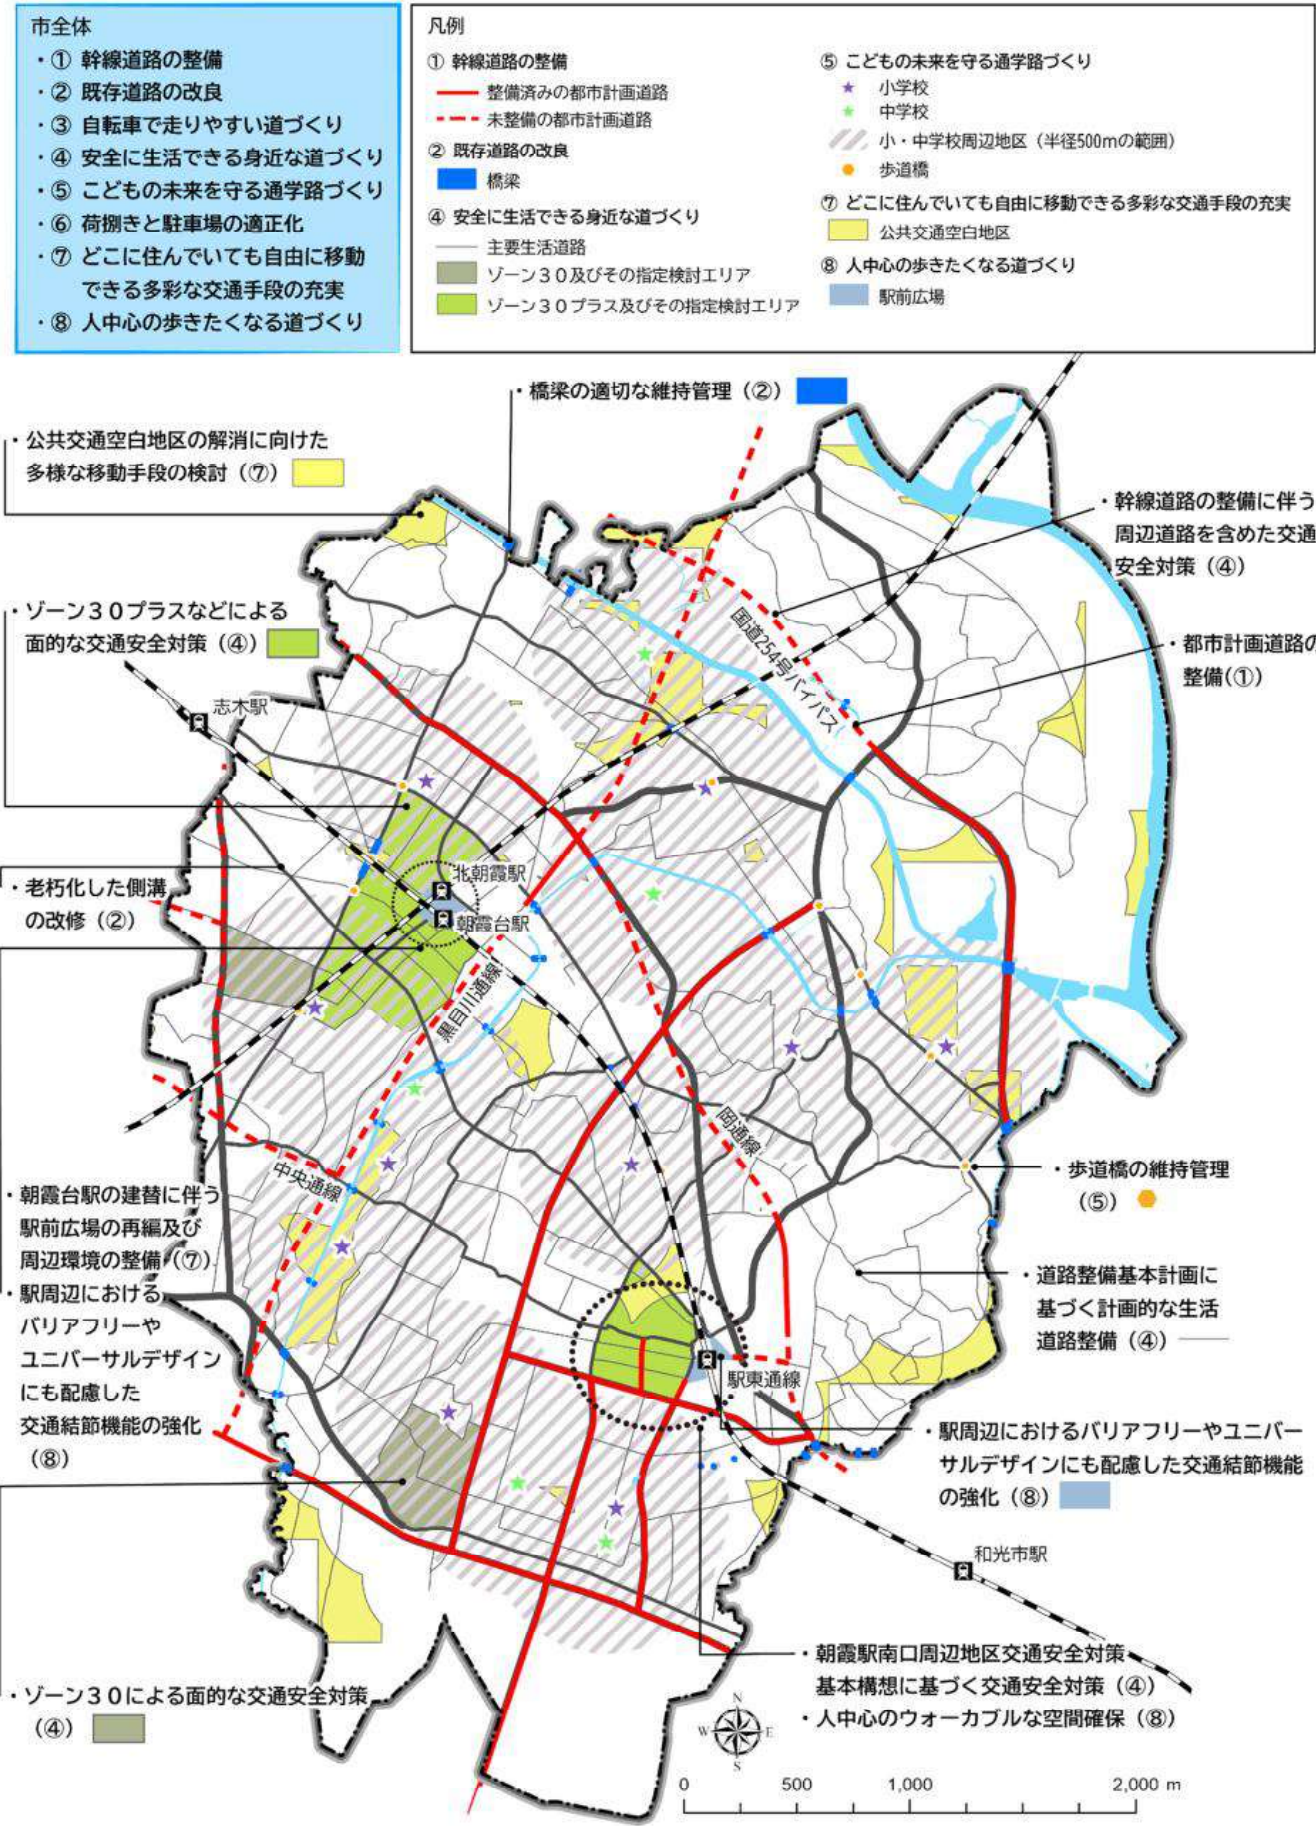 市全体
・① 幹線道路の整備
・② 既存道路の改良
・③ 自転車で走りやすい道づくり
・④ 安全に生活できる身近な道づくり
・⑤ こどもの未来を守る通学路づくり
・⑥ 荷捌きと駐車場の適正化
・⑦ どこに住んでいても自由に移動
できる多彩な交通手段の充実
・⑧ 人中心の歩きたくなる道づくり
凡例
① 幹線道路の整備
整備済みの都市計画道路
未整備の都市計画道路
② 既存道路の改良
橋梁
④ 安全に生活できる身近な道づくり
主要生活道路
ゾーン３０及びその指定検討エリア
ゾーン３０プラス及びその指定検討エリア
⑤ こどもの未来を守る通学路づくり
小学校
中学校
小・中学校周辺地区（半径500mの範囲）
歩道橋
⑦ どこに住んでいても自由に移動できる多彩な交通手段の充実
公共交通空白地区
⑧ 人中心の歩きたくなる道づくり
駅前広場
・橋梁の適切な維持管理（②）
・公共交通空白地区の解消に向けた
多様な移動手段の検討（⑦）
・幹線道路の整備に伴う
周辺道路を含めた交通
安全対策（④）
・ゾーン３０プラスなどによる
面的な交通安全対策（④）
国道254号バイパス
・都市計画道路の
整備(①)
志木駅
北朝霞駅
朝霞台駅
・老朽化した側溝
の改修（②）
黒目川通線
岡通線
中央通線
・歩道橋の維持管理
（⑤）
・朝霞台駅の建替に伴う
駅前広場の再編及び
周辺環境の整備（⑦）
・駅周辺における
バリアフリーや
ユニバーサルデザイン
にも配慮した
交通結節機能の強化
（⑧）
・道路整備基本計画に
基づく計画的な生活
道路整備（④）
駅東通線
・駅周辺におけるバリアフリーやユニバー
サルデザインにも配慮した交通結節機能
の強化（⑧）
和光市駅
・朝霞駅南口周辺地区交通安全対策
基本構想に基づく交通安全対策（④）
・人中心のウォーカブルな空間確保（⑧）
・ゾーン３０による面的な交通安全対策
（④）
N
W E
S
0 500 1,000 2,000 m